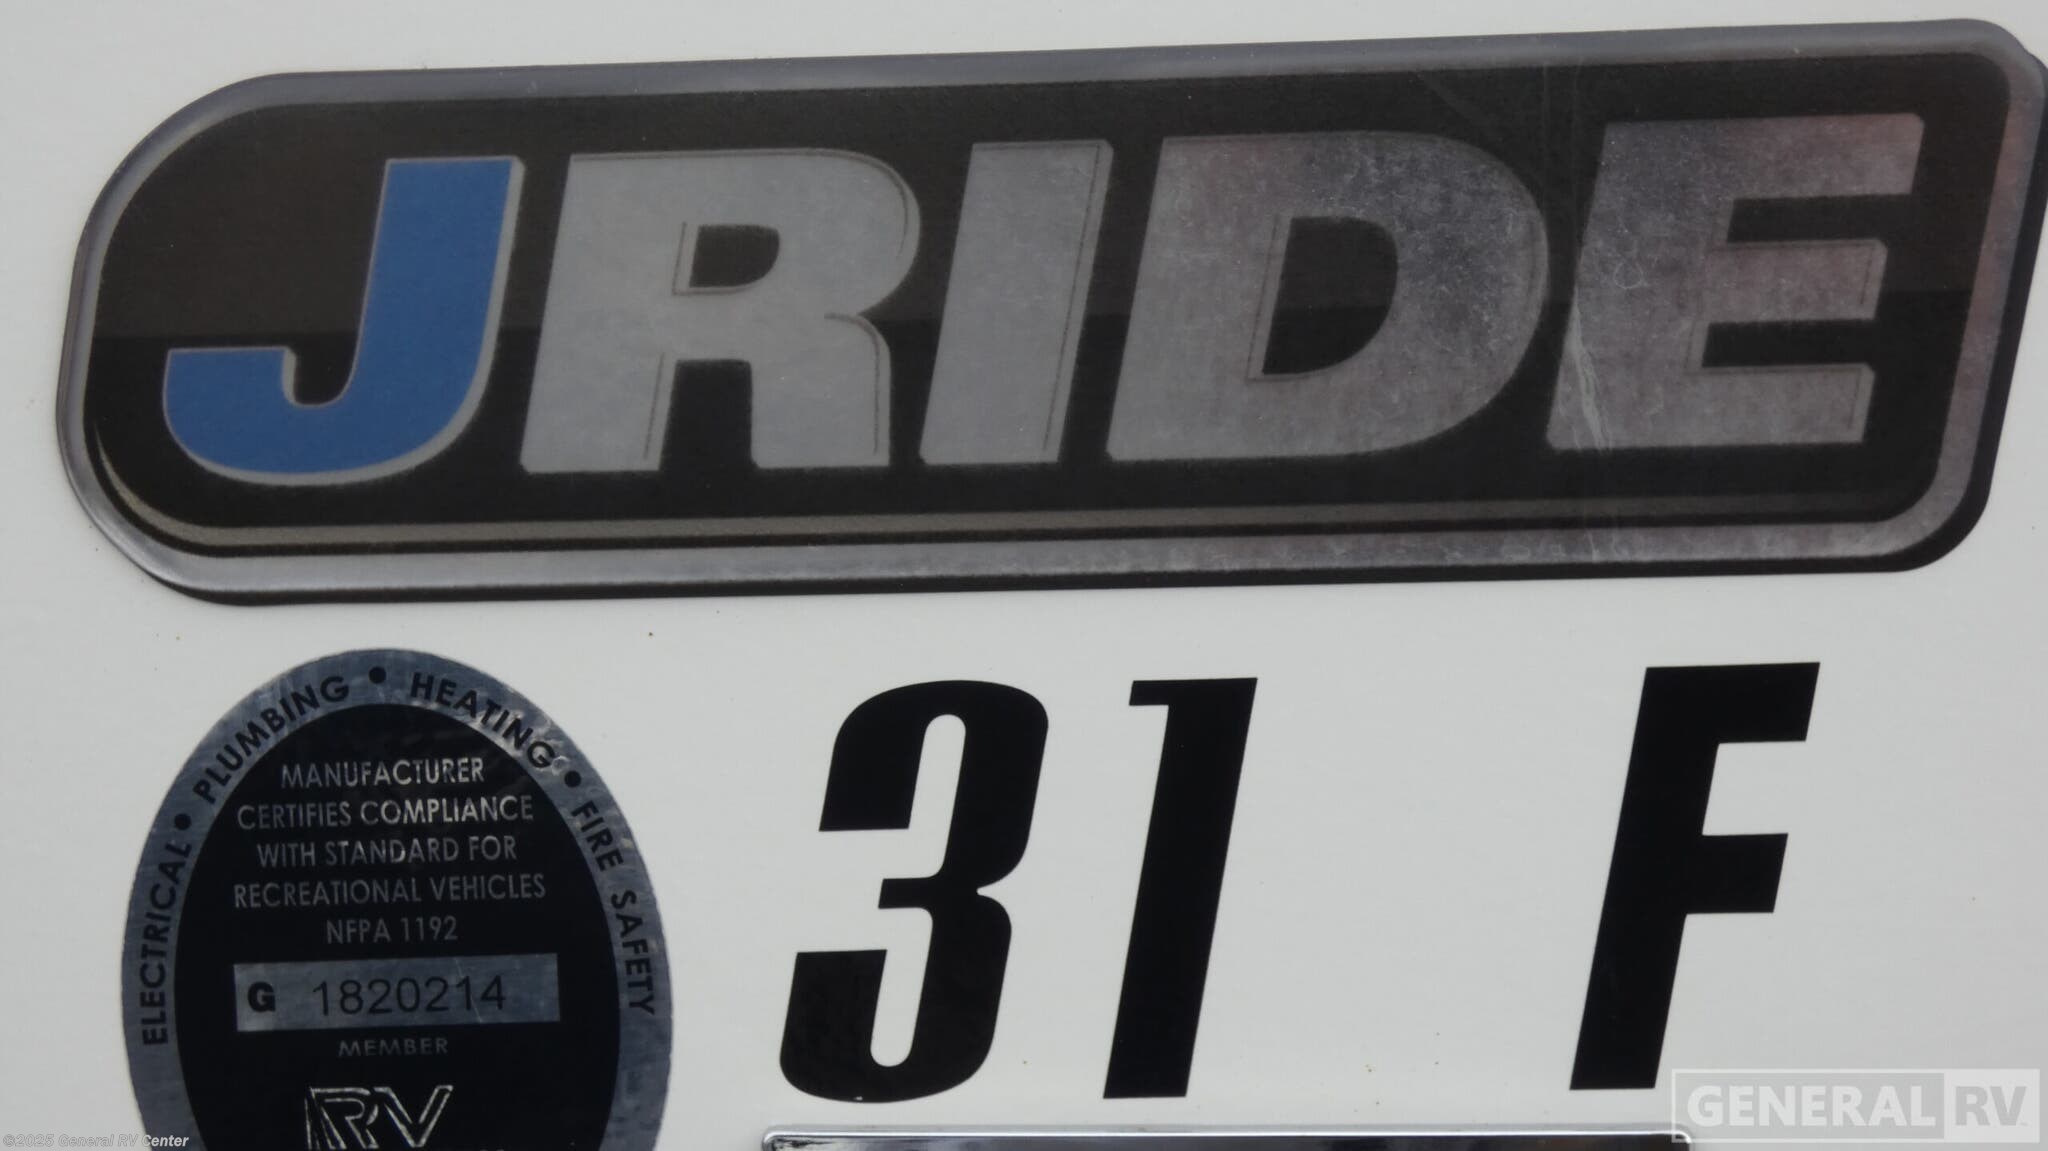 JRIDE
31 F
ELECTRICAL • PLUMBING • HEATING • FIRE SAFETY
MANUFACTURER
CERTIFIES COMPLIANCE
WITH STANDARD FOR
RECREATIONAL VEHICLES
NFPA 1192
G 1820214
MEMBER
RV
GENERAL RV
©2025 General RV Center